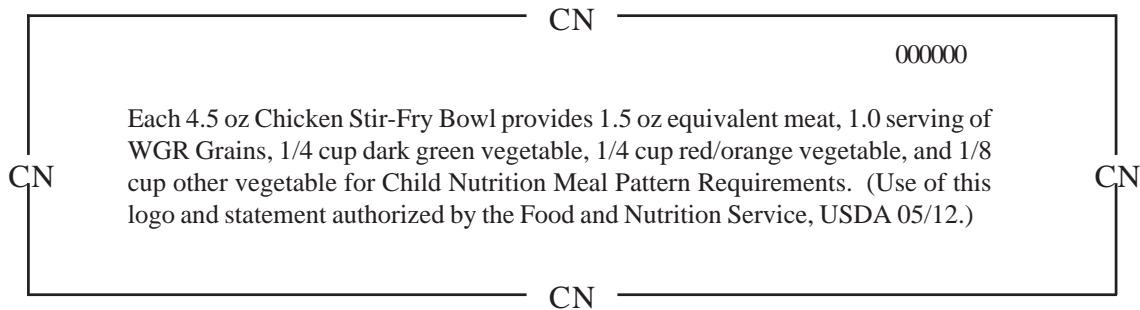 CN
000000
Each 4.5 oz Chicken Stir-Fry Bowl provides 1.5 oz equivalent meat, 1.0 serving of
WGR Grains, 1/4 cup dark green vegetable, 1/4 cup red/orange vegetable, and 1/8
CN CN
cup other vegetable for Child Nutrition Meal Pattern Requirements. (Use of this
logo and statement authorized by the Food and Nutrition Service, USDA 05/12.)
CN